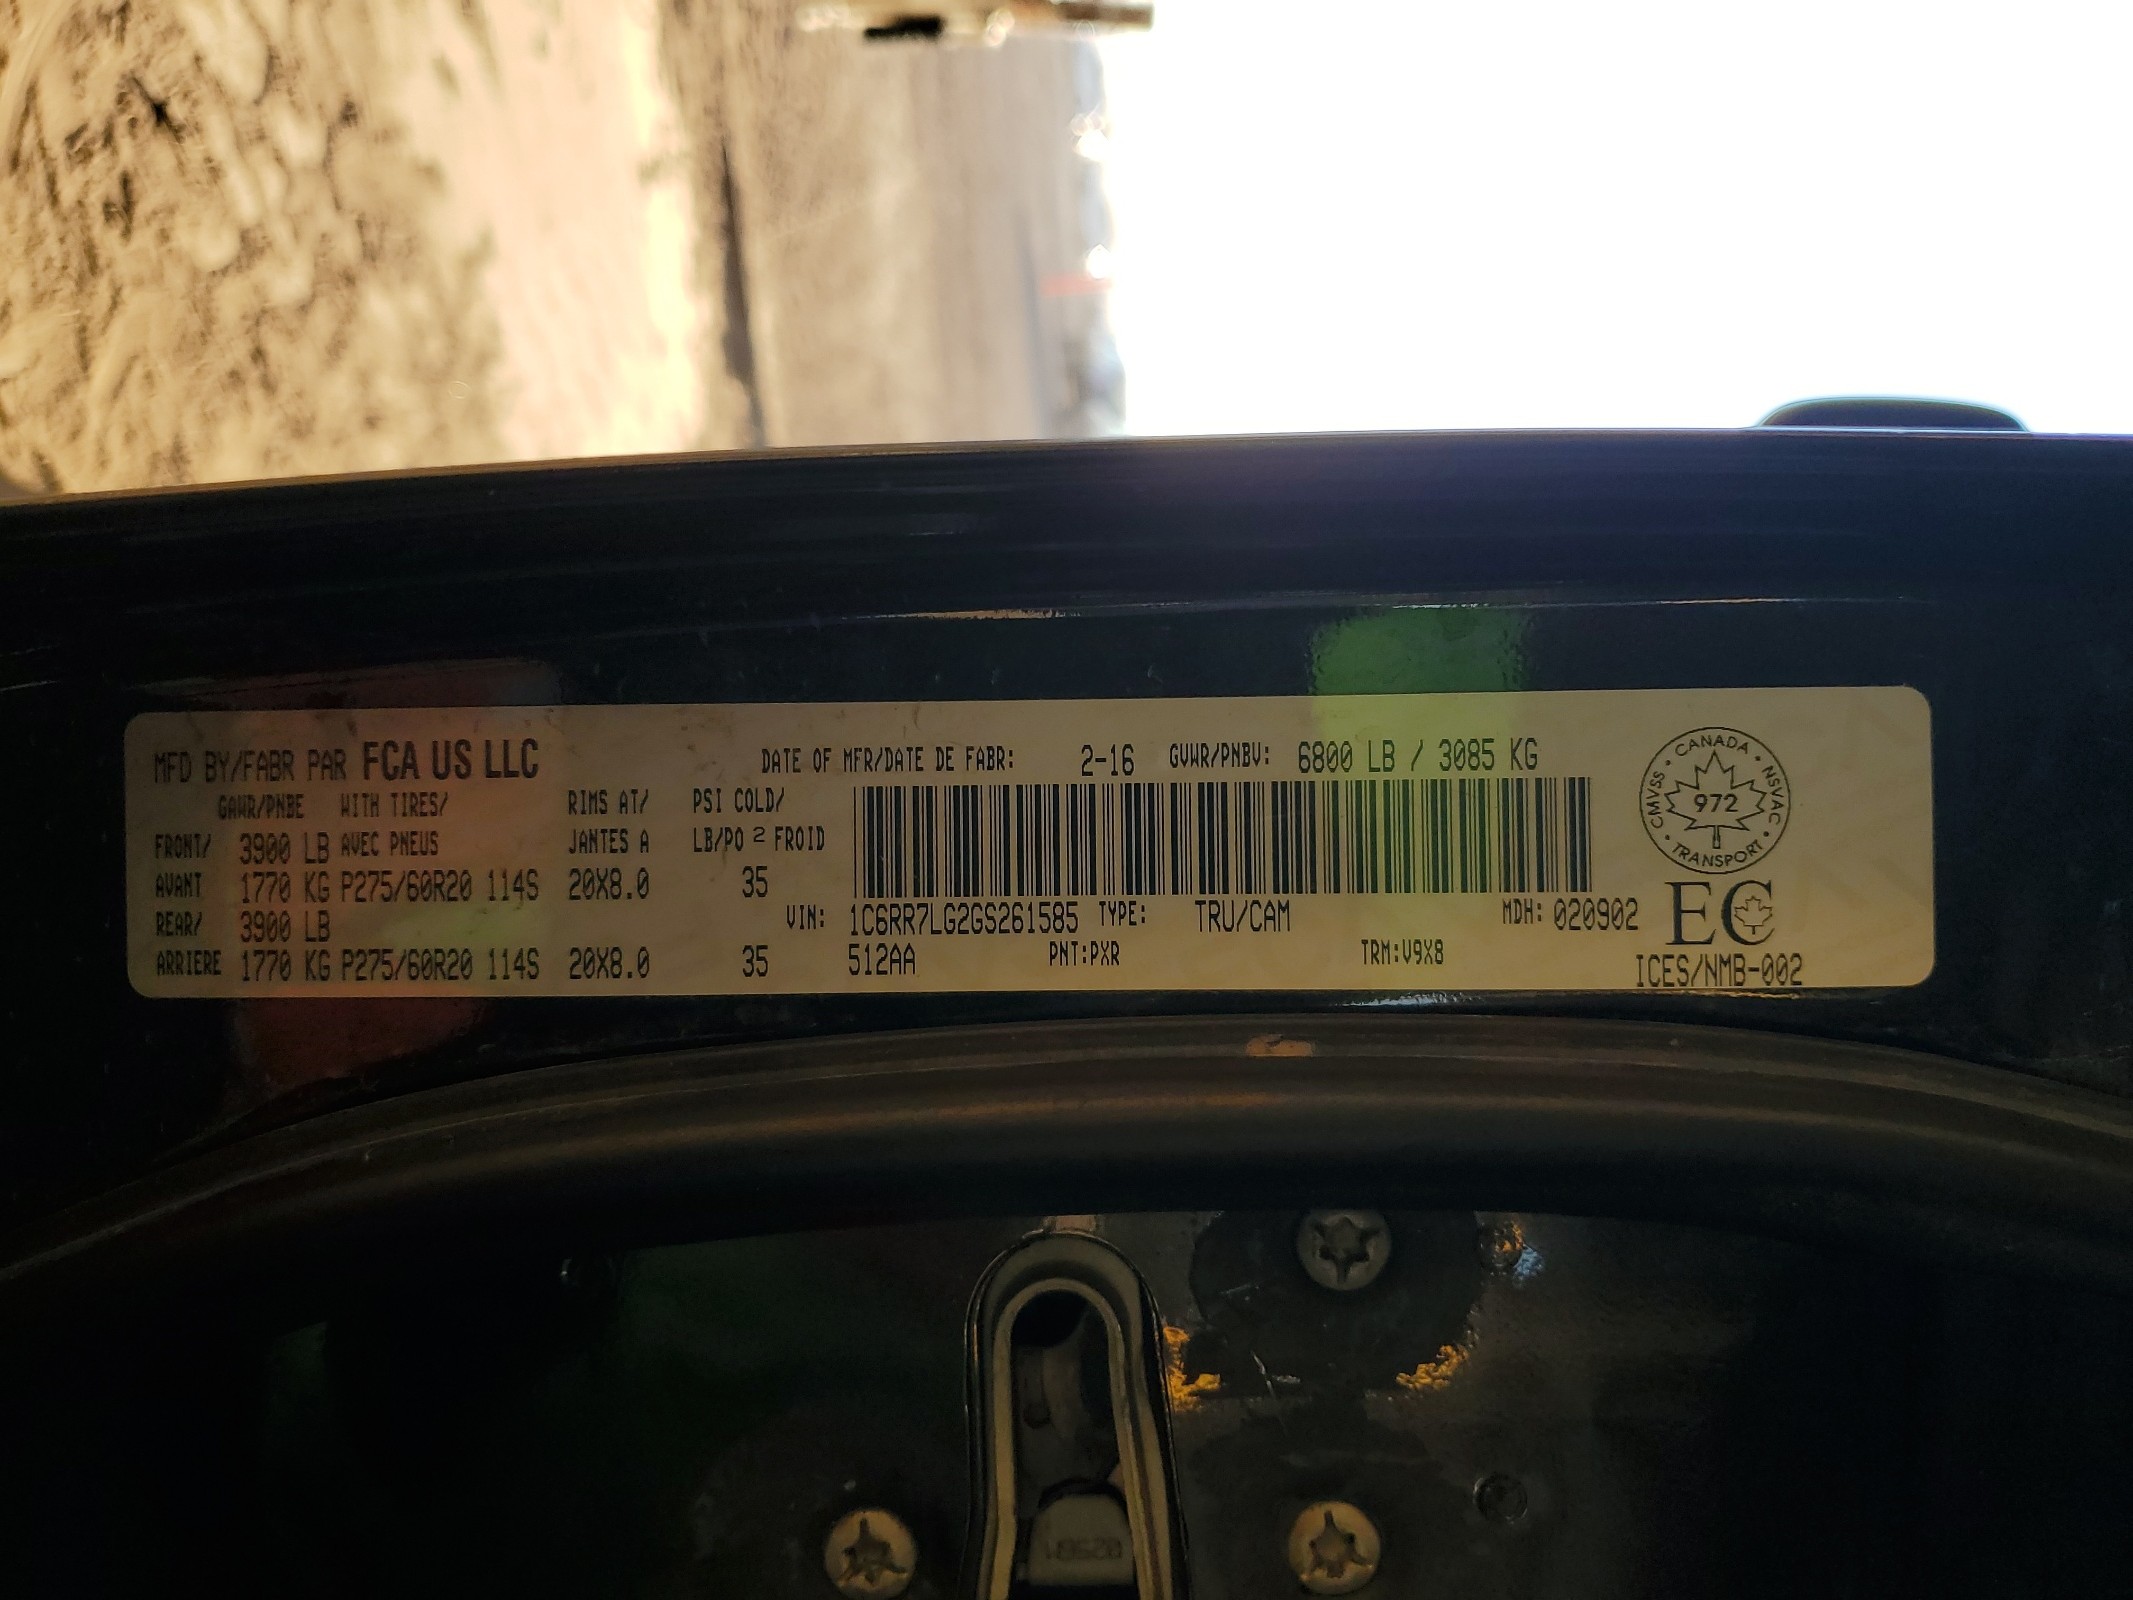 MFD BY/FABR PAR FCA US LLC DATE OF MFR/DATE DE FABR: 2-16 GVWR/PNBV: 6800 LB / 3085 KG
GAWR/PNBE WITH TIRES/ RIMS AT/ PSI COLD/
FRONT/ 3900 LB AVEC PNEUS JANTES A LB/PO 2 FROID
AVANT 1770 KG P275/60R20 114S 20X8.0 35
REAR/ 3900 LB VIN: 1C6RR7LG2GS261585 TYPE: TRU/CAM MDH: 020902
ARRIERE 1770 KG P275/60R20 114S 20X8.0 35 512AA PNT:PXR TRM:V9X8
CANADA
CMVSS • NSVAC
972
TRANSPORT
EC
ICES/NMB-002